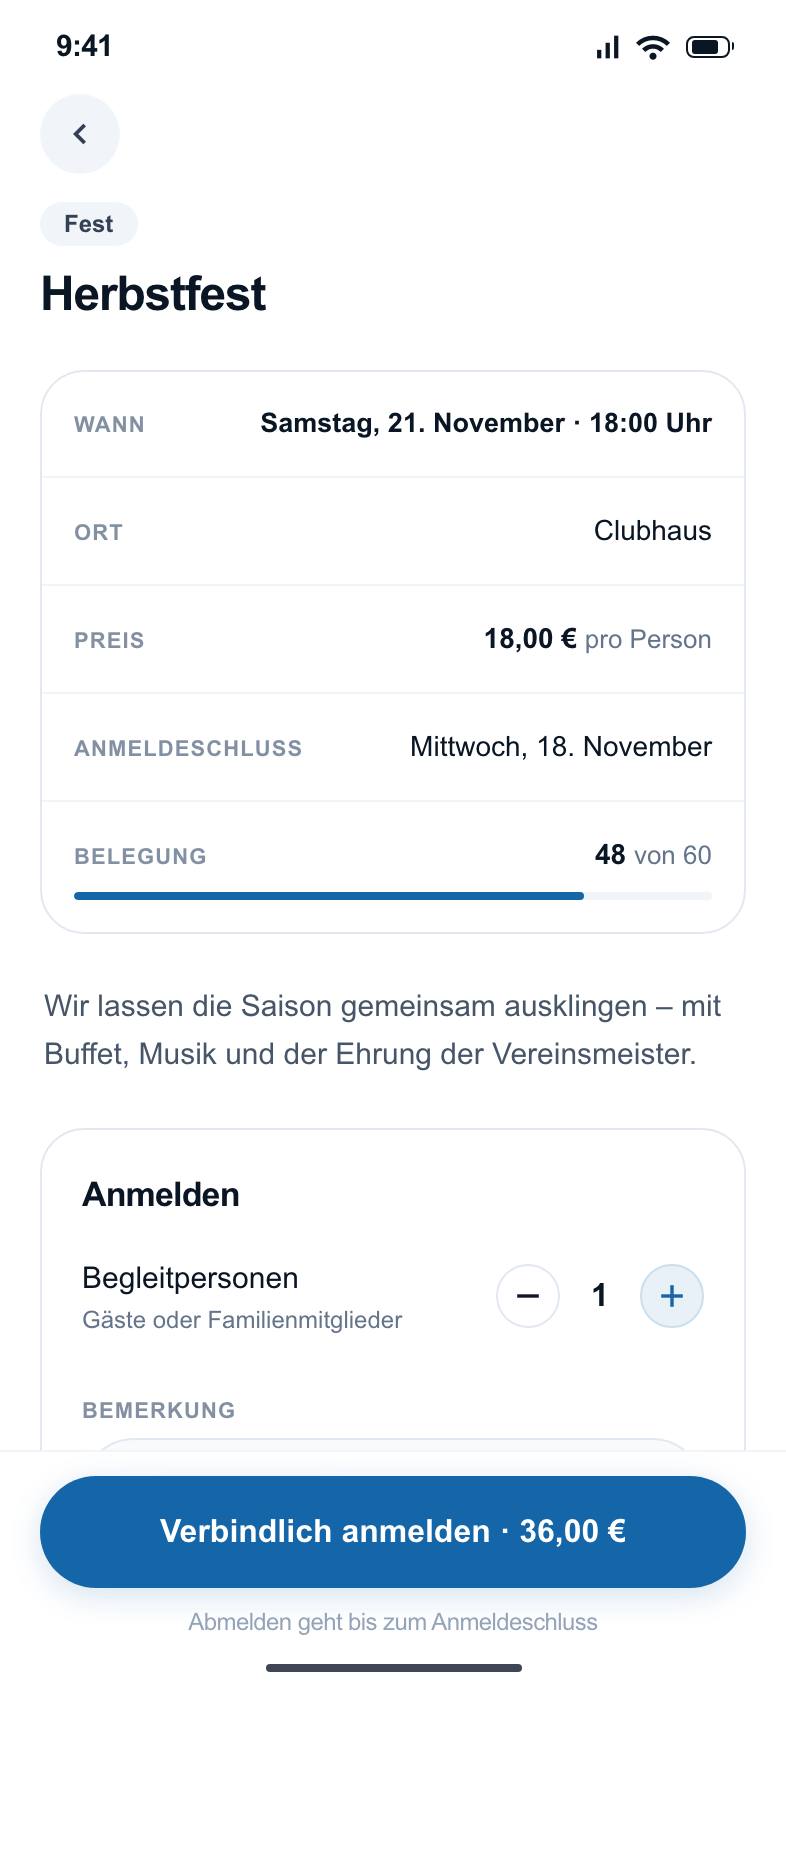 9:41
Fest
Herbstfest
WANN Samstag, 21. November · 18:00 Uhr
ORT Clubhaus
PREIS 18,00 € pro Person
ANMELDESCHLUSS Mittwoch, 18. November
BELEGUNG 48 von 60
Wir lassen die Saison gemeinsam ausklingen – mit
Buffet, Musik und der Ehrung der Vereinsmeister.
Anmelden
Begleitpersonen
Gäste oder Familienmitglieder
− 1 +
BEMERKUNG
Verbindlich anmelden · 36,00 €
Abmelden geht bis zum Anmeldeschluss